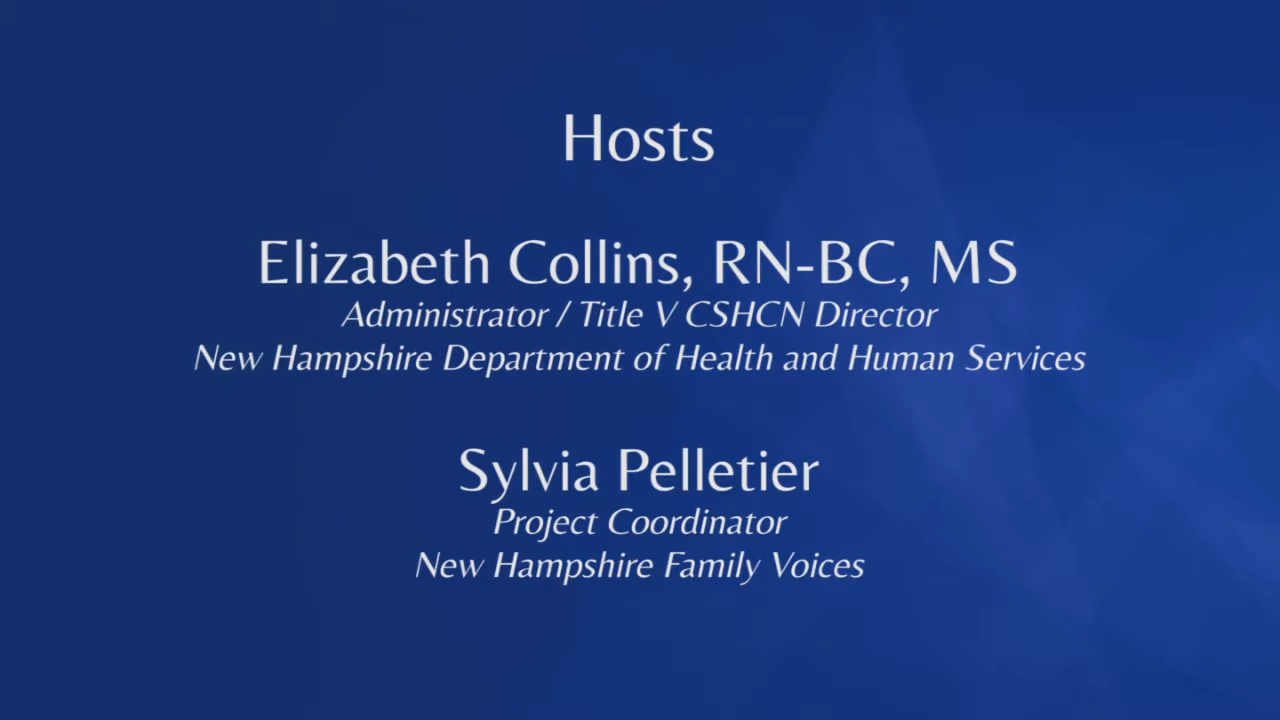 Hosts
Elizabeth Collins, RN-BC, MS
Administrator / Title V CSHCN Director
New Hampshire Department of Health and Human Services
Sylvia Pelletier
Project Coordinator
New Hampshire Family Voices